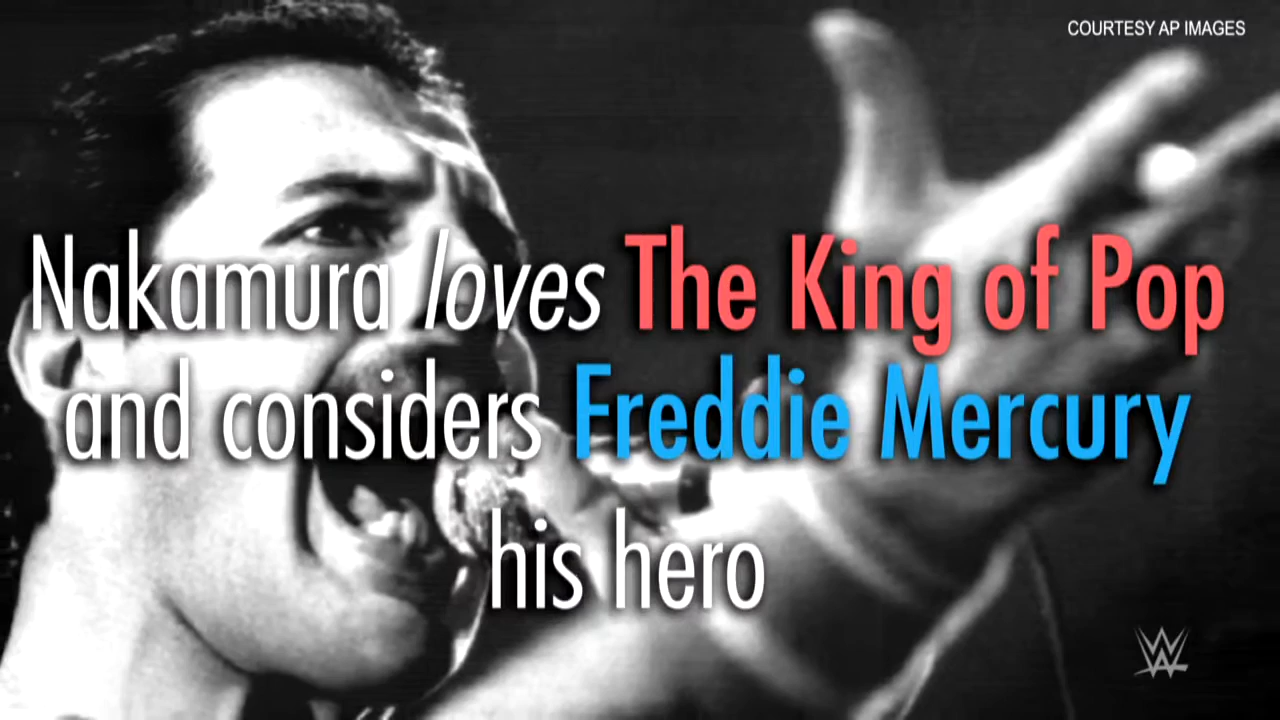 COURTESY AP IMAGES
Nakamura loves The King of Pop
and considers Freddie Mercury
his hero